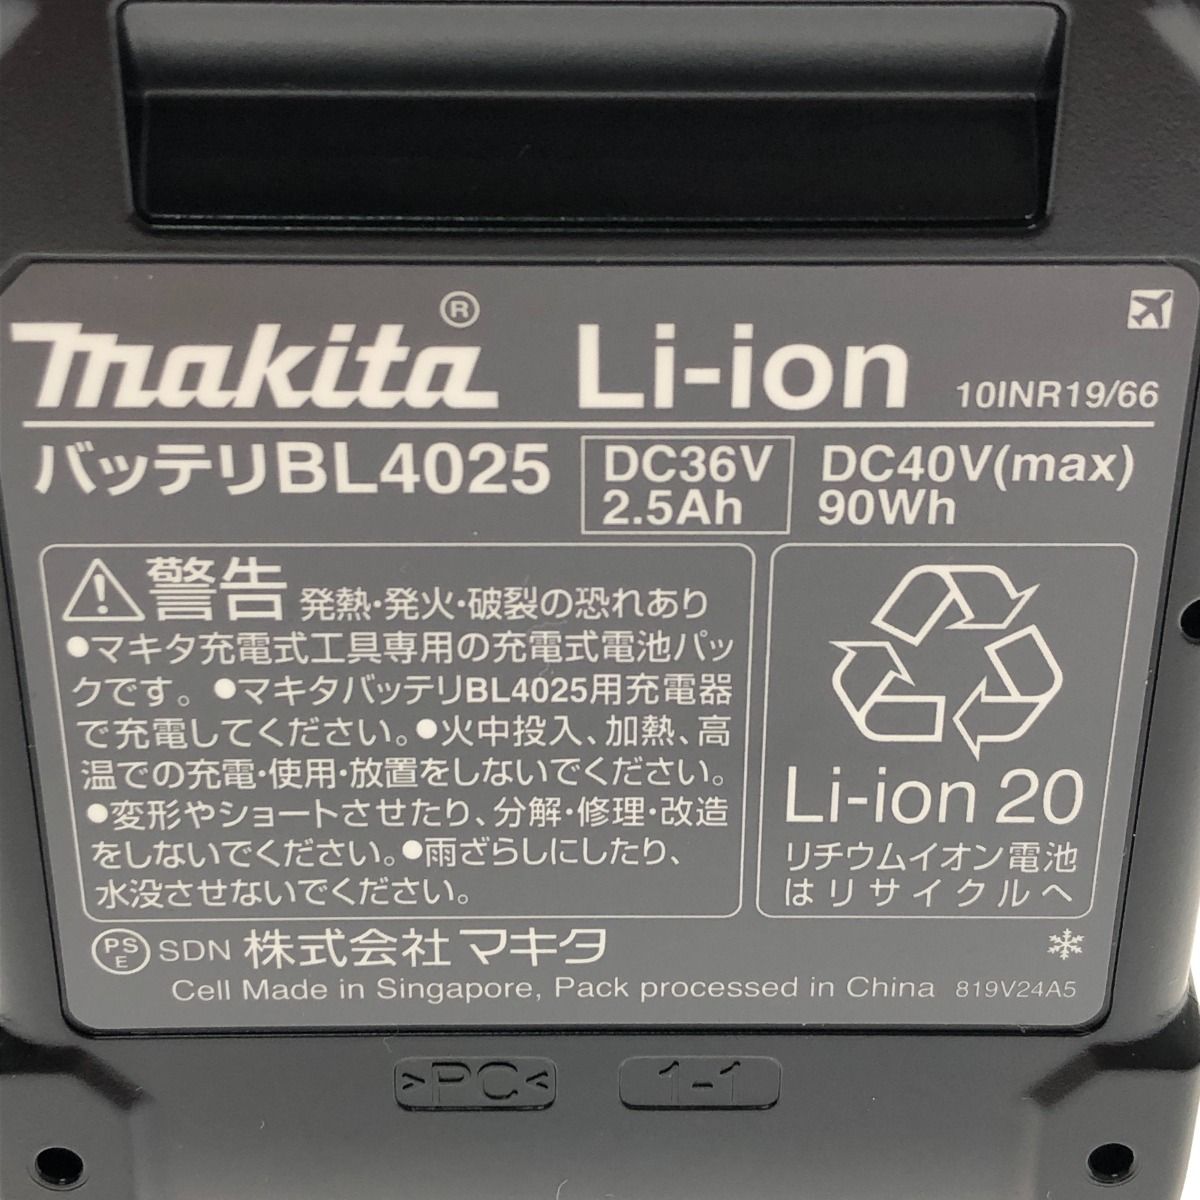 makita® Li-ion 10INR19/66
バッテリBL4025 DC36V 2.5Ah DC40V(max) 90Wh
警告 発熱・発火・破裂の恐れあり
●マキタ充電式工具専用の充電式電池パッ
クです。●マキタバッテリBL4025用充電器
で充電してください。●火中投入、加熱、高
温での充電・使用・放置をしないでください。
●変形やショートさせたり、分解・修理・改造
をしないでください。●雨ざらしにしたり、
水没させないでください。
Li-ion 20
リチウムイオン電池
はリサイクルへ
PSE SDN 株式会社マキタ
Cell Made in Singapore, Pack processed in China 819V24A5
>PC< 1-1